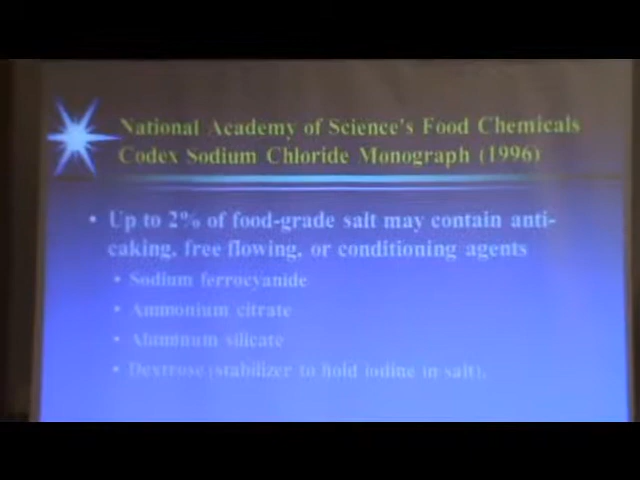 National Academy of Science's Food Chemicals
Codex Sodium Chloride Monograph (1996)
• Up to 2% of food-grade salt may contain anti-
caking, free flowing, or conditioning agents
• Sodium ferrocyanide
• Ammonium citrate
• Aluminum silicate
• Dextrose (stabilizer to hold iodine in salt).